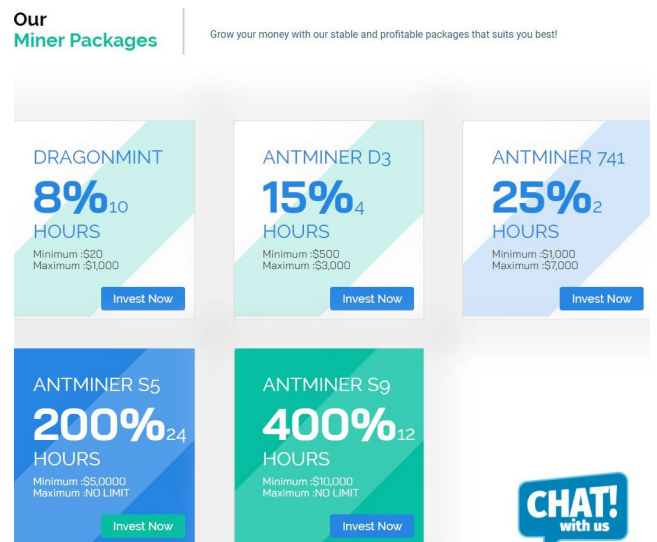 Our
Miner Packages
Grow your money with our stable and profitable packages that suits you best!
DRAGONMINT
8%10
HOURS
Minimum :$20
Maximum :$1,000
Invest Now
ANTMINER D3
15%4
HOURS
Minimum :$500
Maximum :$3,000
Invest Now
ANTMINER 741
25%2
HOURS
Minimum :$1,000
Maximum :$7,000
Invest Now
ANTMINER S5
200%24
HOURS
Minimum :$5,0000
Maximum :NO LIMIT
Invest Now
ANTMINER S9
400%12
HOURS
Minimum :$10,000
Maximum :NO LIMIT
Invest Now
CHAT!
with us